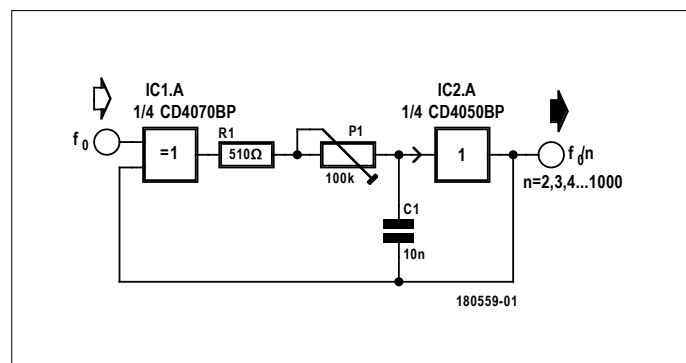 IC1.A
1/4 CD4070BP
IC2.A
1/4 CD4050BP
f0
=1
R1
510Ω
P1
100k
1
f0/n
n=2,3,4...1000
C1
10n
180559-01